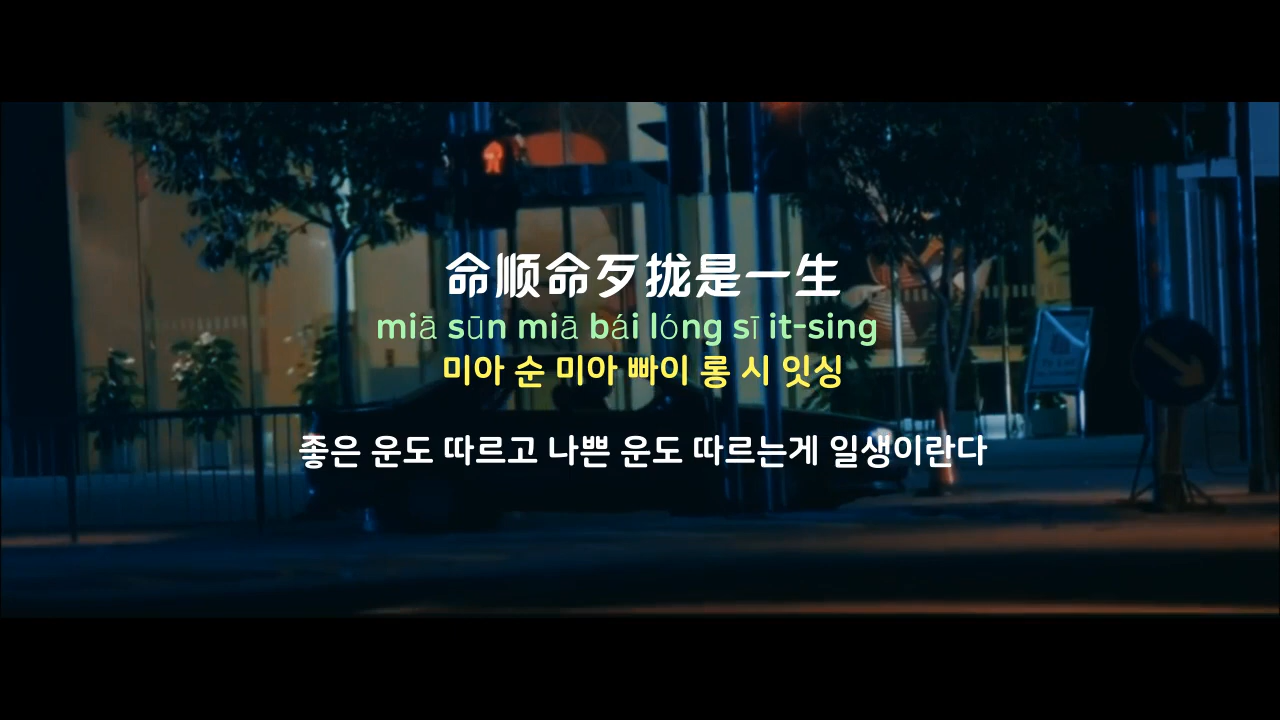 命顺命歹拢是一生
miā sūn miā bái lóng sī it-sing
미아 순 미아 빠이 롱 시 잇싱
좋은 운도 따르고 나쁜 운도 따르는게 일생이란다